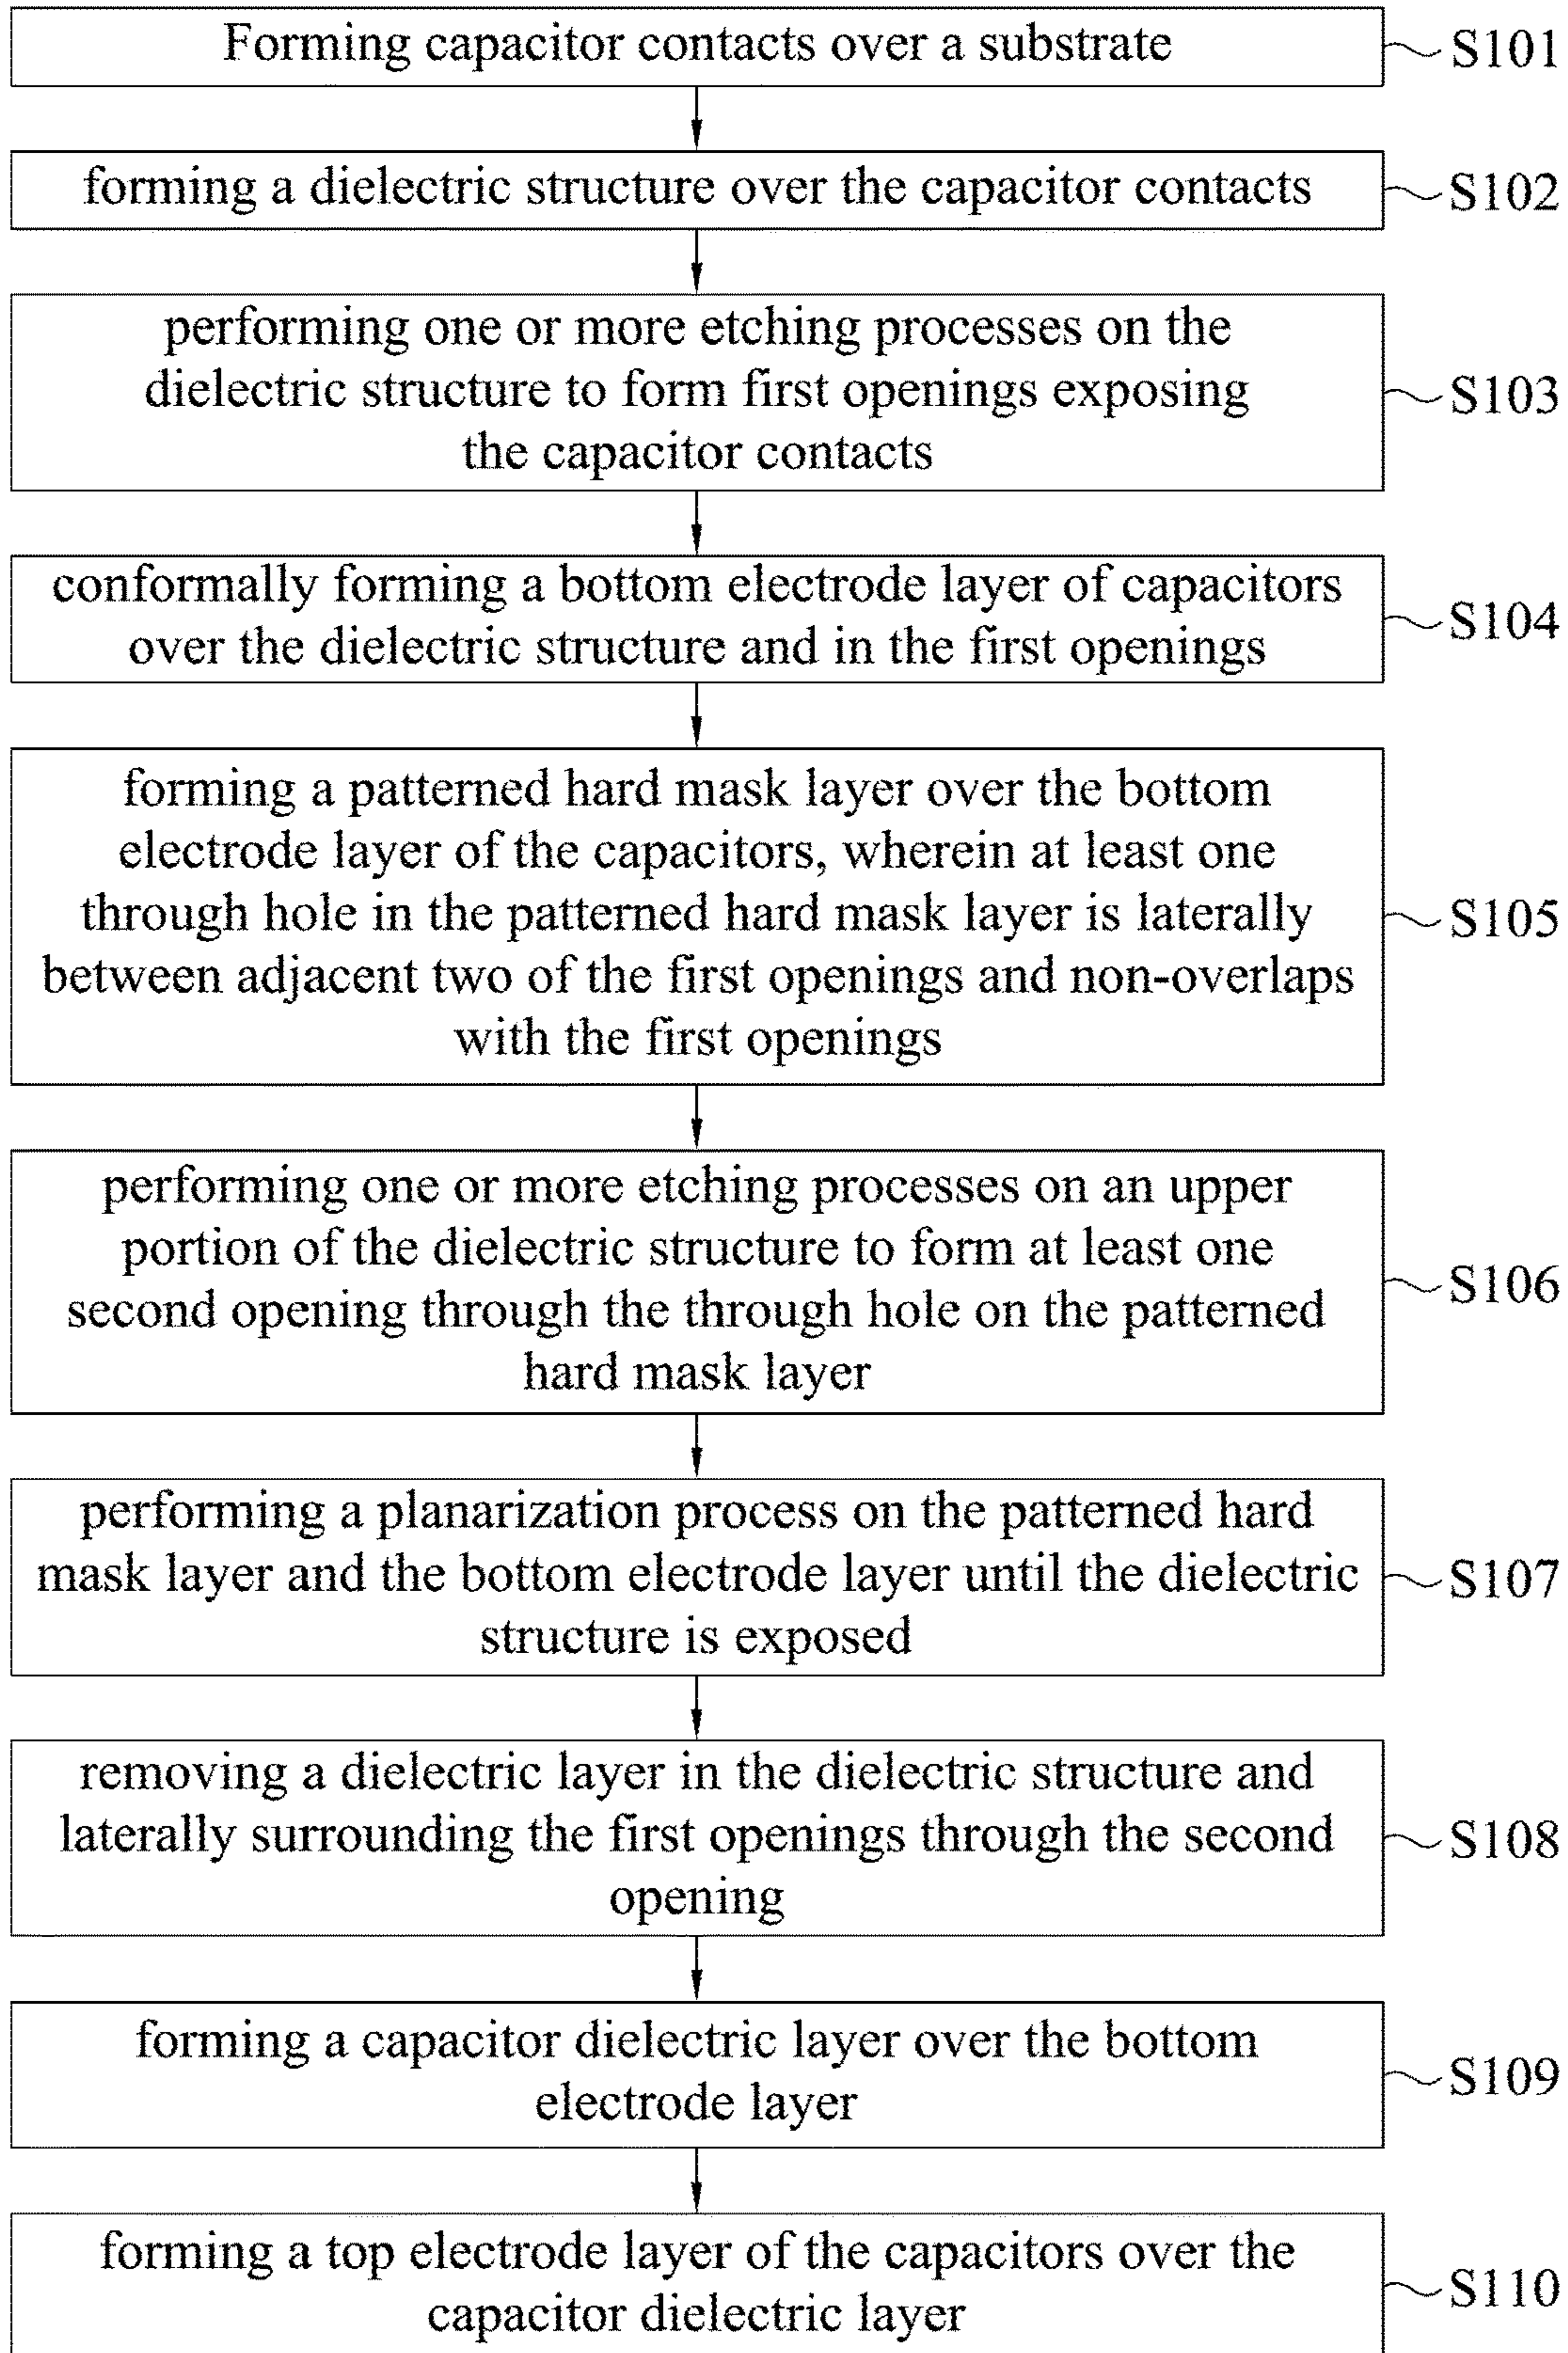 Forming capacitor contacts over a substrate
S101
forming a dielectric structure over the capacitor contacts
S102
performing one or more etching processes on the
dielectric structure to form first openings exposing
the capacitor contacts
S103
conformally forming a bottom electrode layer of capacitors
over the dielectric structure and in the first openings
S104
forming a patterned hard mask layer over the bottom
electrode layer of the capacitors, wherein at least one
through hole in the patterned hard mask layer is laterally
between adjacent two of the first openings and non-overlaps
with the first openings
S105
performing one or more etching processes on an upper
portion of the dielectric structure to form at least one
second opening through the through hole on the patterned
hard mask layer
S106
performing a planarization process on the patterned hard
mask layer and the bottom electrode layer until the dielectric
structure is exposed
S107
removing a dielectric layer in the dielectric structure and
laterally surrounding the first openings through the second
opening
S108
forming a capacitor dielectric layer over the bottom
electrode layer
S109
forming a top electrode layer of the capacitors over the
capacitor dielectric layer
S110